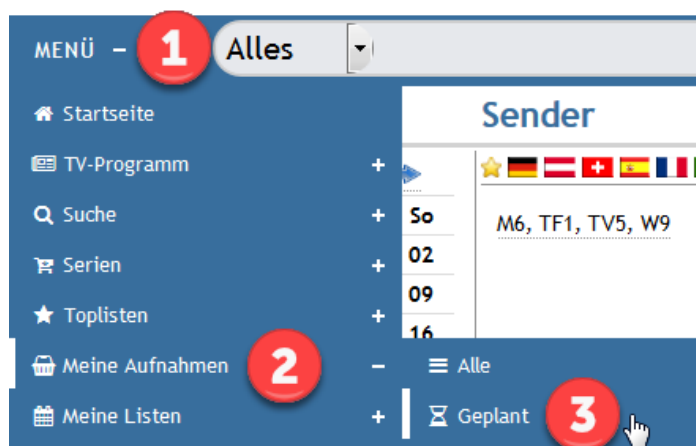 MENÜ – 1 Alles
Startseite
Sender
TV-Programm +
Suche +
So
M6, TF1, TV5, W9
Serien +
02
09
Toplisten +
16
Meine Aufnahmen 2 –
Alle
Meine Listen +
Geplant 3